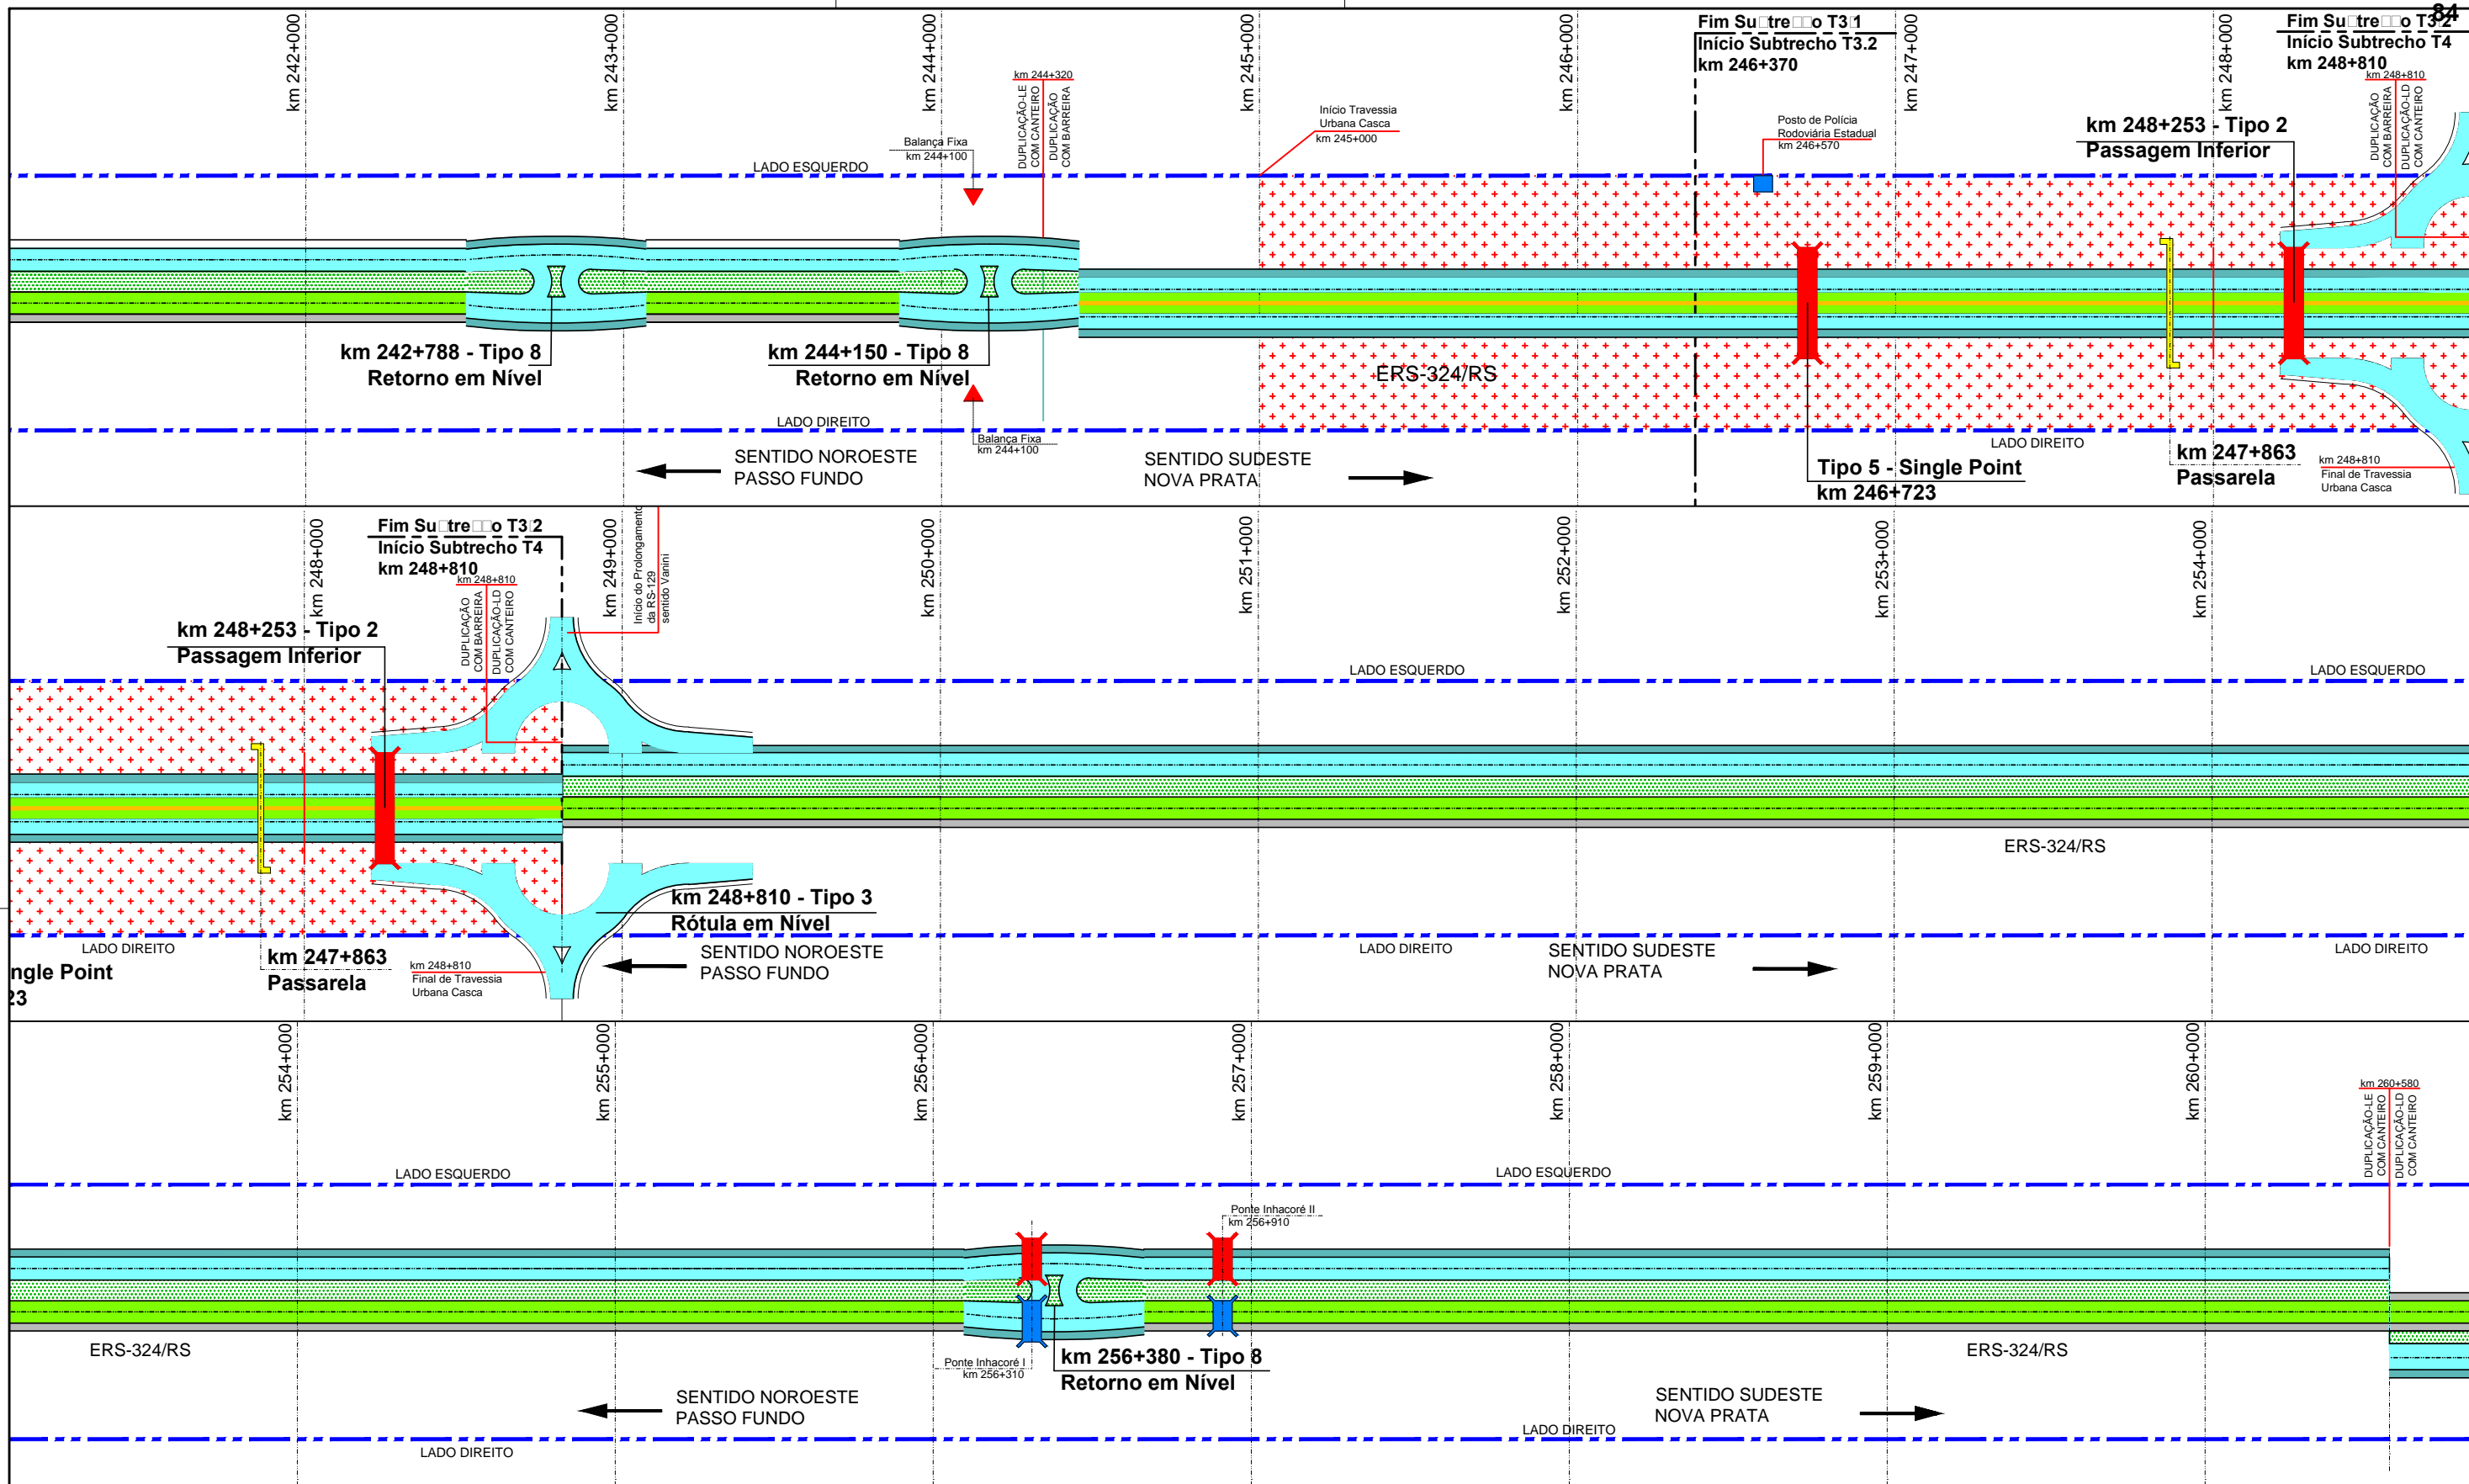 84
km 242+000
km 243+000
km 244+000
km 245+000
km 246+000
km 247+000
km 248+000
Início Subtrecho T3.2
km 246+370
Início Subtrecho T4
km 248+810
km 244+320
DUPLICAÇÃO-LE
COM CANTEIRO
DUPLICAÇÃO
COM BARREIRA
Início Travessia
Urbana Casca
km 245+000
Posto de Polícia
Rodoviária Estadual
km 246+570
km 248+253 - Tipo 2
Passagem Inferior
km 248+810
DUPLICAÇÃO
COM BARREIRA
DUPLICAÇÃO-LD
COM CANTEIRO
Balança Fixa
km 244+100
LADO ESQUERDO
km 242+788 - Tipo 8
Retorno em Nível
km 244+150 - Tipo 8
Retorno em Nível
ERS-324/RS
LADO DIREITO
Balança Fixa
km 244+100
LADO DIREITO
SENTIDO NOROESTE
PASSO FUNDO
SENTIDO SUDESTE
NOVA PRATA
Tipo 5 - Single Point
km 246+723
km 247+863
Passarela
km 248+810
Final de Travessia
Urbana Casca
km 248+000
km 249+000
km 250+000
km 251+000
km 252+000
km 253+000
km 254+000
Início Subtrecho T4
km 248+810
km 248+810
DUPLICAÇÃO
COM BARREIRA
DUPLICAÇÃO-LD
COM CANTEIRO
Início do Prolongamento
da RS-129
sentido Vanini
km 248+253 - Tipo 2
Passagem Inferior
LADO ESQUERDO
LADO ESQUERDO
ERS-324/RS
km 248+810 - Tipo 3
Rótula em Nível
LADO DIREITO
ngle Point
23
km 247+863
Passarela
km 248+810
Final de Travessia
Urbana Casca
SENTIDO NOROESTE
PASSO FUNDO
LADO DIREITO
SENTIDO SUDESTE
NOVA PRATA
LADO DIREITO
km 254+000
km 255+000
km 256+000
km 257+000
km 258+000
km 259+000
km 260+000
km 260+580
DUPLICAÇÃO-LE
COM CANTEIRO
DUPLICAÇÃO-LD
COM CANTEIRO
LADO ESQUERDO
LADO ESQUERDO
Ponte Inhacoré II
km 256+910
ERS-324/RS
Ponte Inhacoré I
km 256+310
km 256+380 - Tipo 8
Retorno em Nível
ERS-324/RS
SENTIDO NOROESTE
PASSO FUNDO
SENTIDO SUDESTE
NOVA PRATA
LADO DIREITO
LADO DIREITO